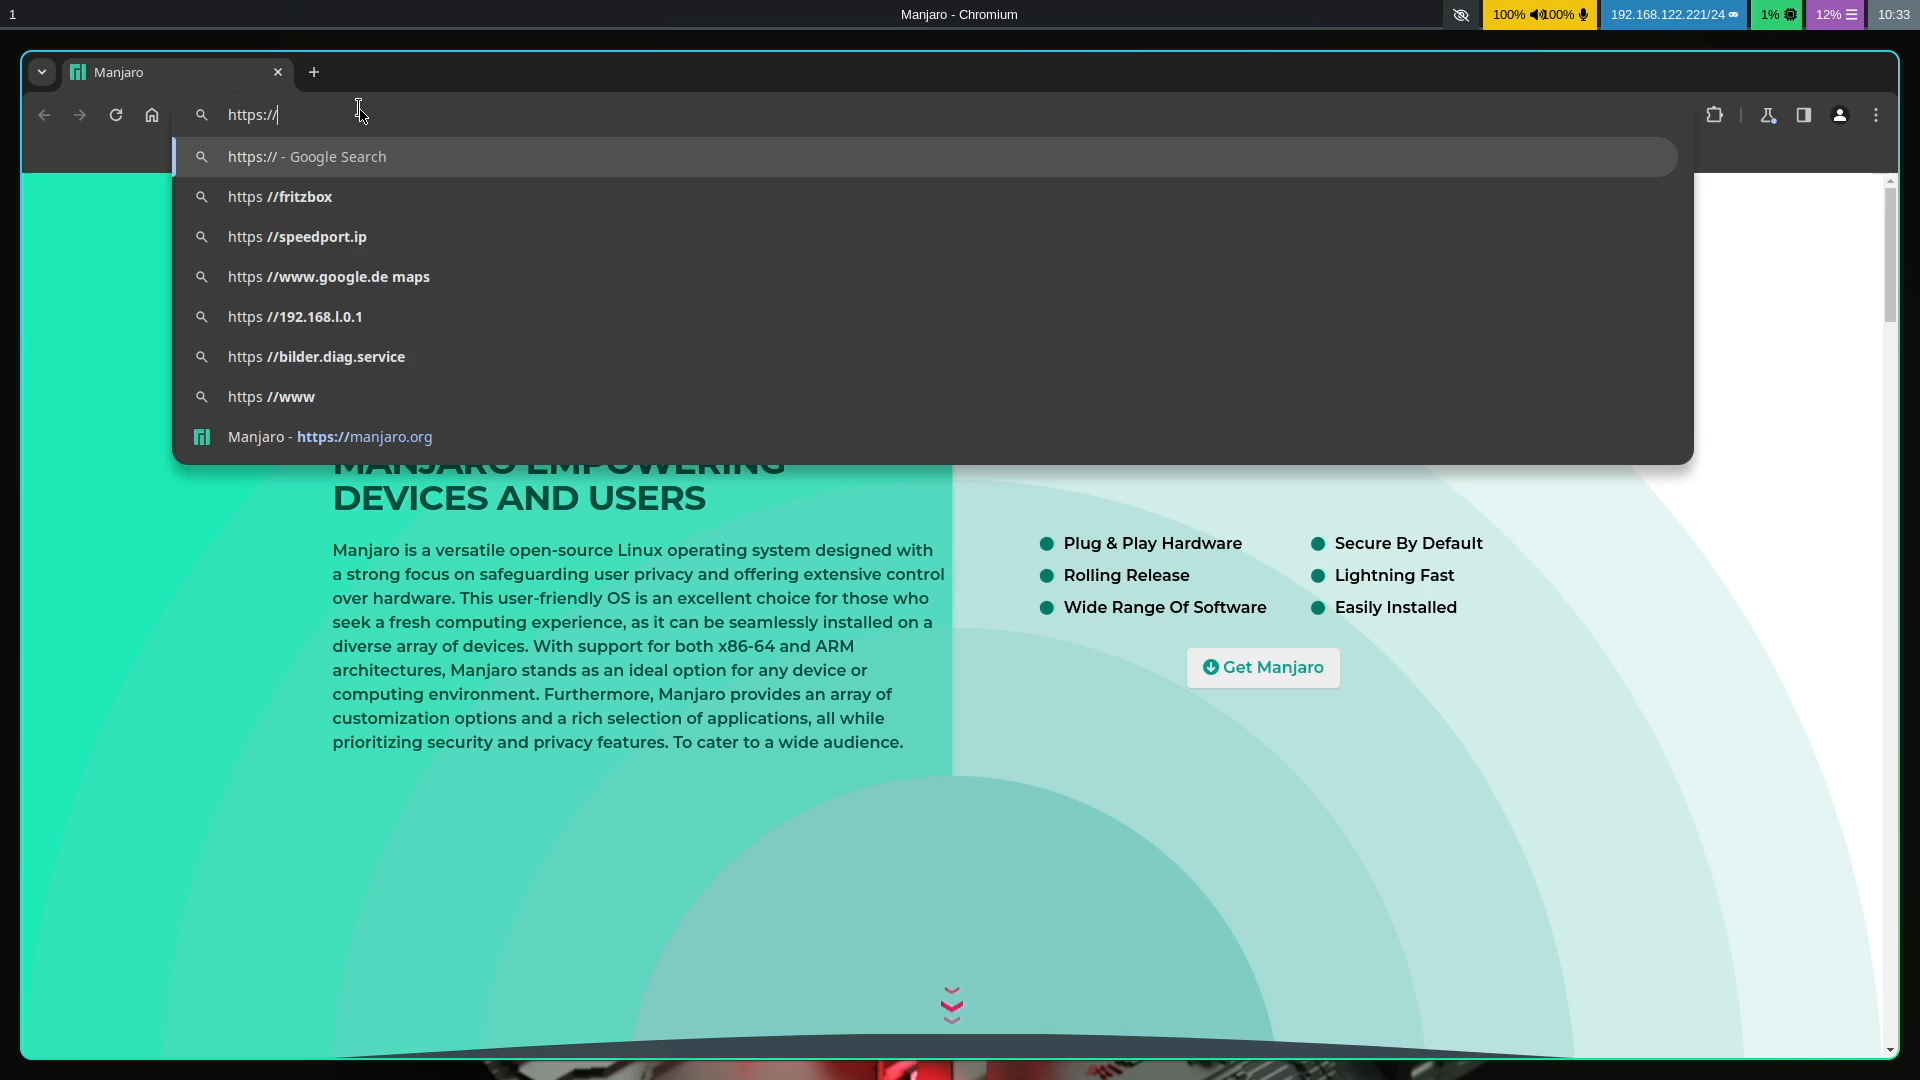 1
Manjaro - Chromium
100% 100%
192.168.122.221/24
1%
12%
10:33
Manjaro
https://
https:// - Google Search
https //fritzbox
https //speedport.ip
https //www.google.de maps
https //192.168.l.0.1
https //bilder.diag.service
https //www
Manjaro - https://manjaro.org
MANJARO EMPOWERING
DEVICES AND USERS
Manjaro is a versatile open-source Linux operating system designed with
a strong focus on safeguarding user privacy and offering extensive control
over hardware. This user-friendly OS is an excellent choice for those who
seek a fresh computing experience, as it can be seamlessly installed on a
diverse array of devices. With support for both x86-64 and ARM
architectures, Manjaro stands as an ideal option for any device or
computing environment. Furthermore, Manjaro provides an array of
customization options and a rich selection of applications, all while
prioritizing security and privacy features. To cater to a wide audience.
Plug & Play Hardware
Rolling Release
Wide Range Of Software
Secure By Default
Lightning Fast
Easily Installed
Get Manjaro